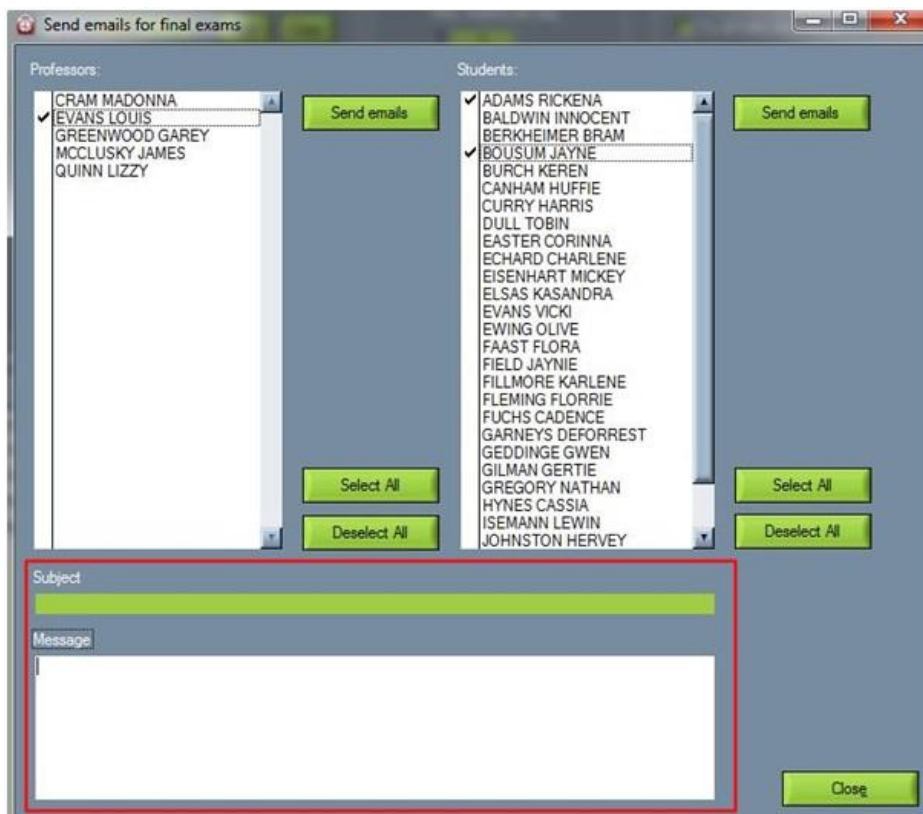 Send emails for final exams
Professors:
CRAM MADONNA
EVANS LOUIS
GREENWOOD GAREY
MCCLUSKY JAMES
QUINN LIZZY
Send emails
Select All
Deselect All
Students:
ADAMS RICKENA
BALDWIN INNOCENT
BERKHEIMER BRAM
BOUSUM JAYNE
BURCH KEREN
CANHAM HUFFIE
CURRY HARRIS
DULL TOBIN
EASTER CORINNA
ECHARD CHARLENE
EISENHART MICKEY
ELSAS KASANDRA
EVANS VICKI
EWING OLIVE
FAAST FLORA
FIELD JAYNIE
FILLMORE KARLENE
FLEMING FLORRIE
FUCHS CADENCE
GARNEYS DEFORREST
GEDDINGE GWEN
GILMAN GERTIE
GREGORY NATHAN
HYNES CASSIA
ISEMANN LEWIN
JOHNSTON HERVEY
Send emails
Select All
Deselect All
Subject
Message
Close